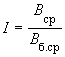 I = B_ср / B_б.ср